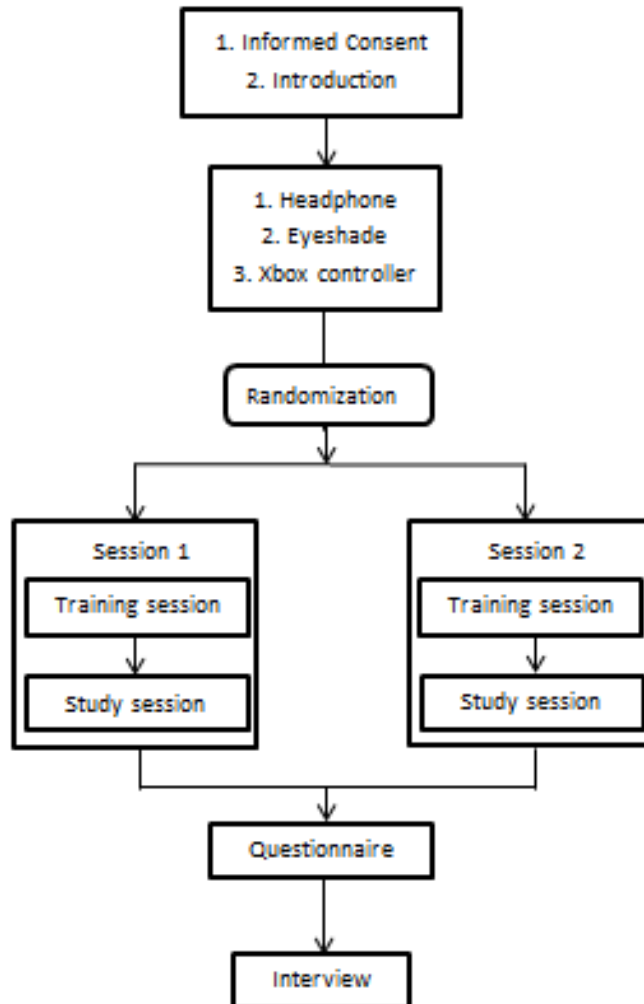 1. Informed Consent
2. Introduction
1. Headphone
2. Eyeshade
3. Xbox controller
Randomization
Session 1
Training session
Study session
Session 2
Training session
Study session
Questionnaire
Interview